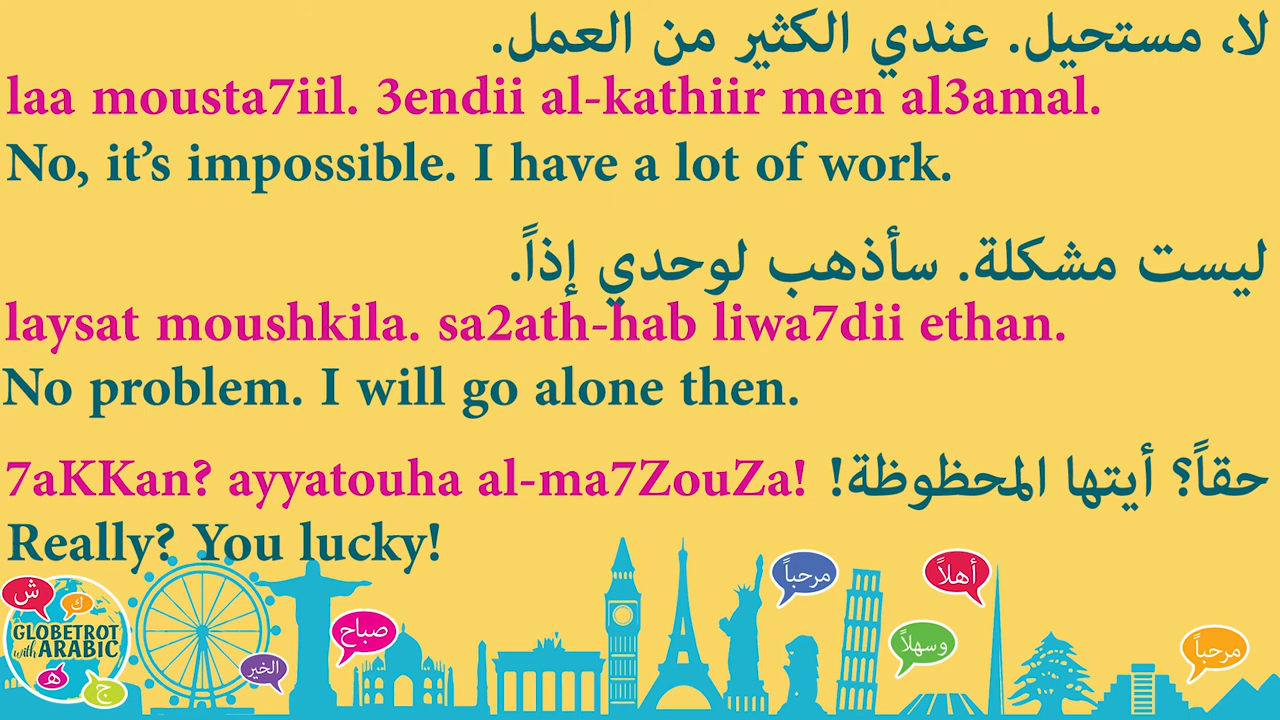 لا، مستحيل. عندي الكثير من العمل.
laa mousta7iil. 3endii al-kathiir men al3amal.
No, it’s impossible. I have a lot of work.
ليست مشكلة. سأذهب لوحدي إذاً.
laysat moushkila. sa2ath-hab liwa7dii ethan.
No problem. I will go alone then.
7aKKan? ayyatouha al-ma7ZouZa! حقاً؟ أيتها المحظوظة!
Really? You lucky!
ش
ك
GLOBETROT
with ARABIC
ه
ج
الخير
صباح
مرحباً
أهلاً
وسهلاً
مرحباً